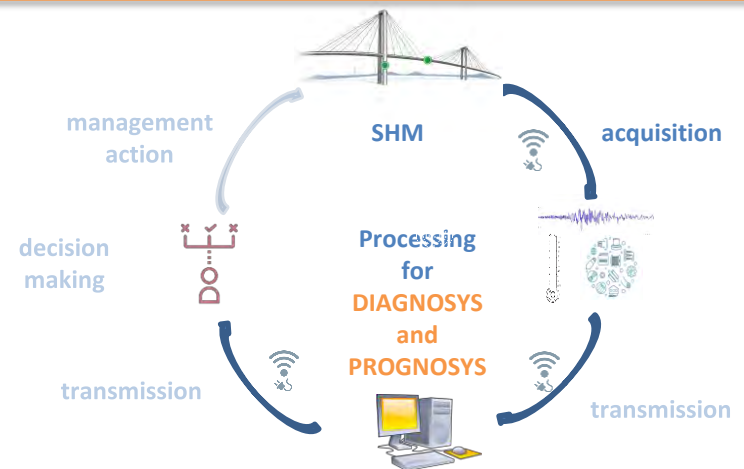 management
action
SHM
acquisition
decision
making
Processing
for
DIAGNOSYS
and
PROGNOSYS
transmission
transmission